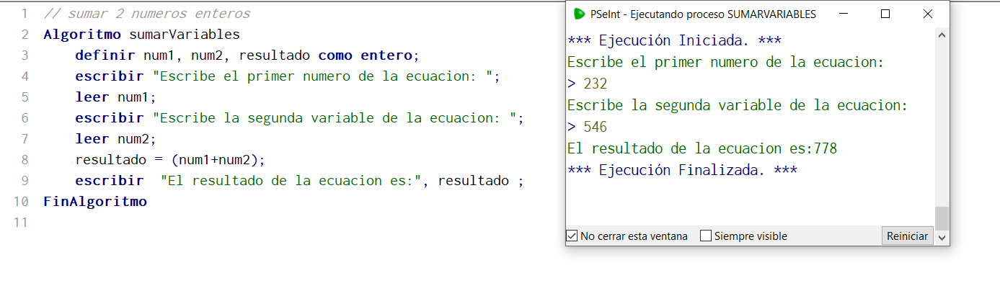 1 // sumar 2 numeros enteros
2 Algoritmo sumarVariables
3 definir num1, num2, resultado como entero;
4 escribir "Escribe el primer numero de la ecuacion: ";
5 leer num1;
6 escribir "Escribe la segunda variable de la ecuacion: ";
7 leer num2;
8 resultado = (num1+num2);
9 escribir  "El resultado de la ecuacion es:", resultado ;
10 FinAlgoritmo
11
PSeInt - Ejecutando proceso SUMARVARIABLES
*** Ejecución Iniciada. ***
Escribe el primer numero de la ecuacion:
> 232
Escribe la segunda variable de la ecuacion:
> 546
El resultado de la ecuacion es:778
*** Ejecución Finalizada. ***
No cerrar esta ventana Siempre visible Reiniciar